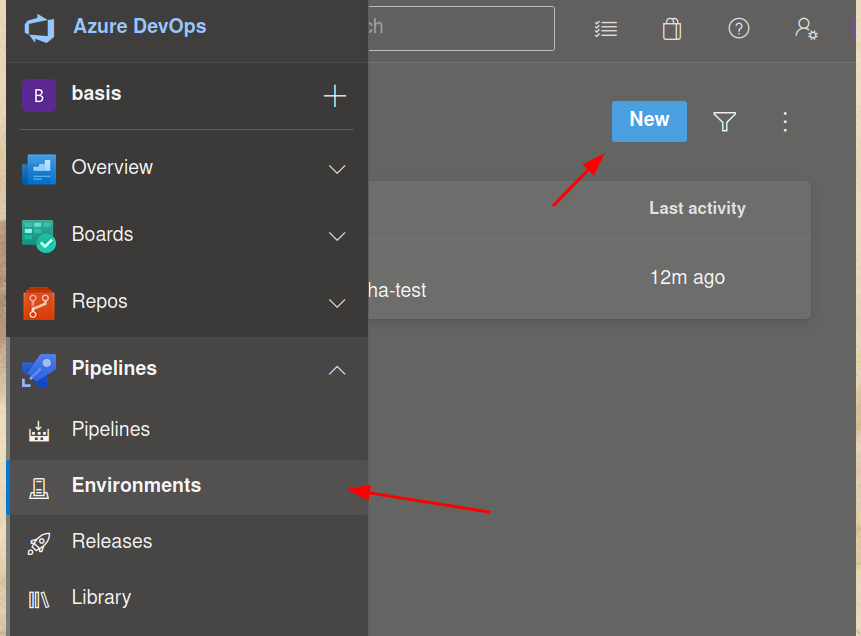 Azure DevOps
ch
B
basis
Overview
Boards
Repos
Pipelines
Pipelines
Environments
Releases
Library
New
Last activity
ha-test
12m ago